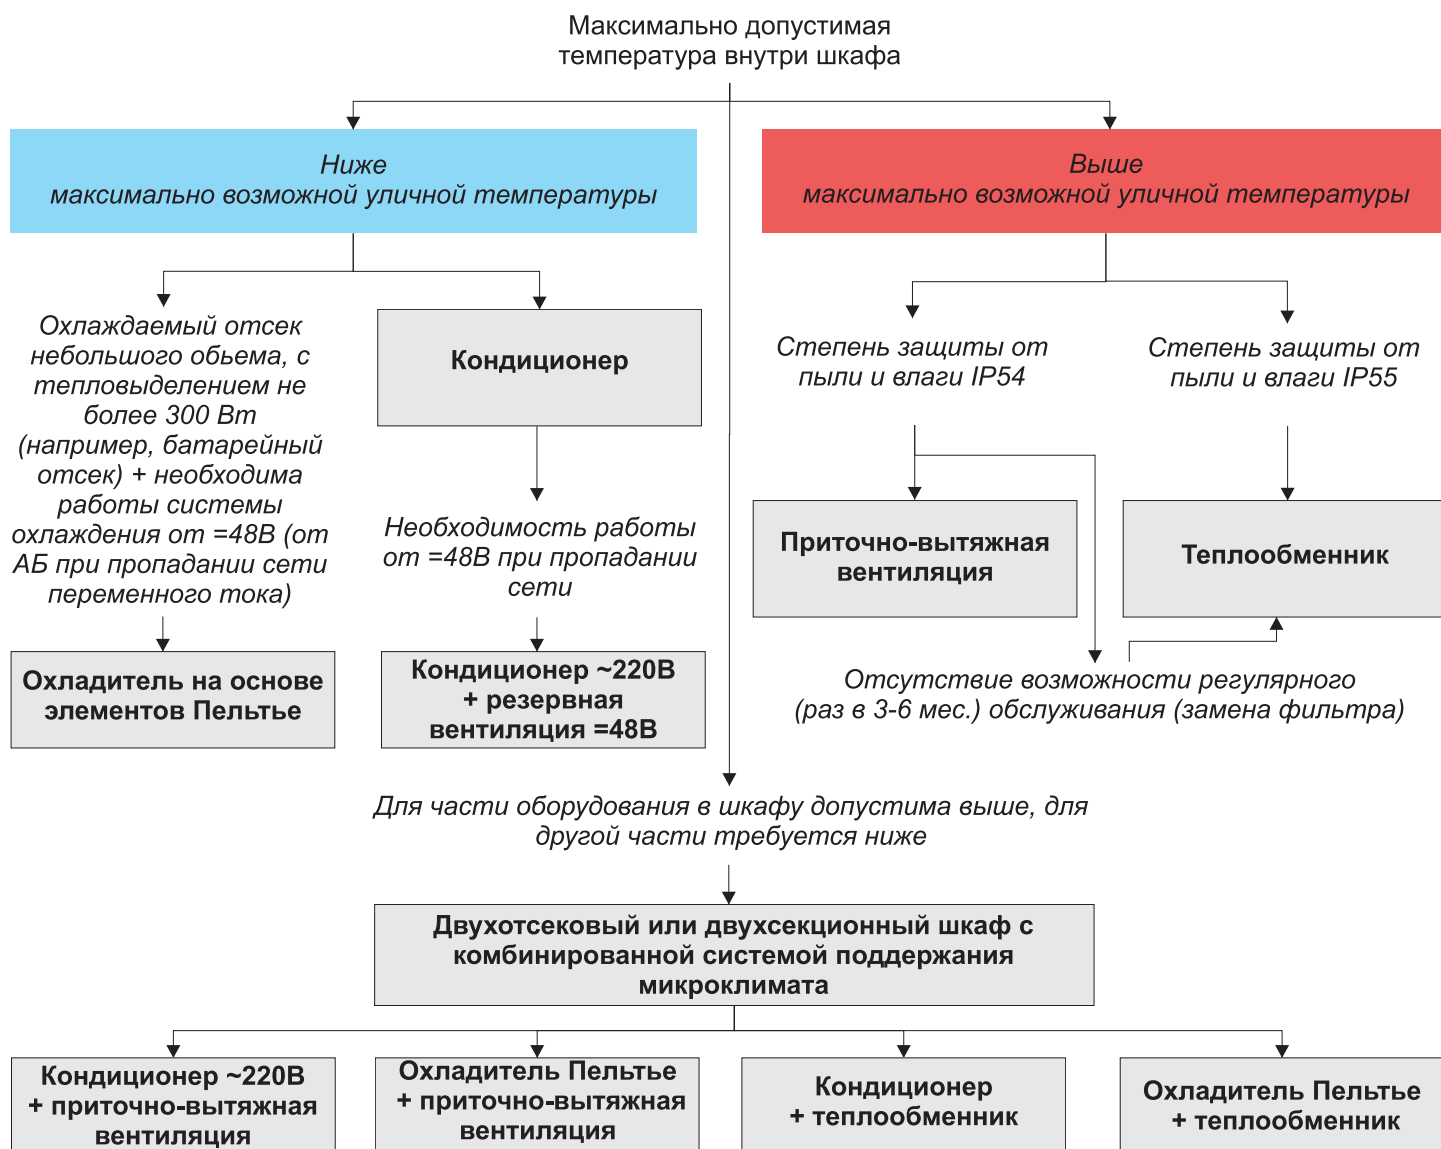 Максимально допустимая
температура внутри шкафа
Ниже
максимально возможной уличной температуры
Выше
максимально возможной уличной температуры
Охлаждаемый отсек
небольшого обьема, с
тепловыделением не
более 300 Вт
(например, батарейный
отсек) + необходима
работы системы
охлаждения от =48В (от
АБ при пропадании сети
переменного тока)
Кондиционер
Степень защиты от
пыли и влаги IP54
Степень защиты от
пыли и влаги IP55
Необходимость работы
от =48В при пропадании
сети
Приточно-вытяжная
вентиляция
Теплообменник
Охладитель на основе
элементов Пельтье
Кондиционер ~220В
+ резервная
вентиляция =48В
Отсутствие возможности регулярного
(раз в 3-6 мес.) обслуживания (замена фильтра)
Для части оборудования в шкафу допустима выше, для
другой части требуется ниже
Двухотсековый или двухсекционный шкаф с
комбинированной системой поддержания
микроклимата
Кондиционер ~220В
+ приточно-вытяжная
вентиляция
Охладитель Пельтье
+ приточно-вытяжная
вентиляция
Кондиционер
+ теплообменник
Охладитель Пельтье
+ теплообменник